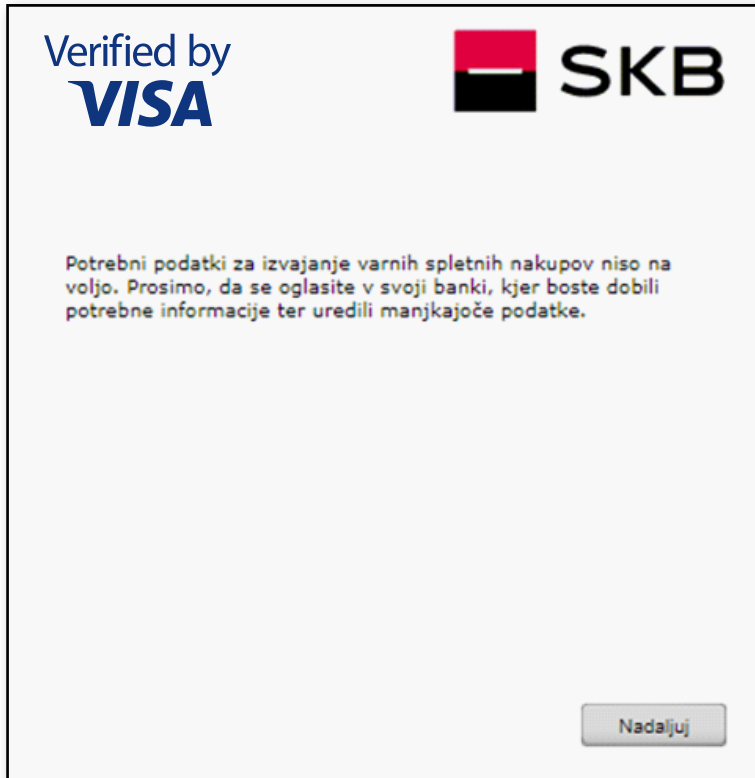 Verified by
VISA
SKB
Potrebni podatki za izvajanje varnih spletnih nakupov niso na
voljo. Prosimo, da se oglasite v svoji banki, kjer boste dobili
potrebne informacije ter uredili manjkajoče podatke.
Nadaljuj